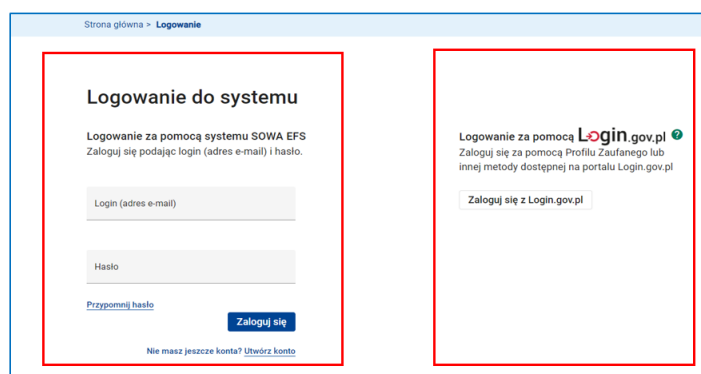 Strona główna > Logowanie
Logowanie do systemu
Logowanie za pomocą systemu SOWA EFS
Zaloguj się podając login (adres e-mail) i hasło.
Login (adres e-mail)
Hasło
Przypomnij hasło
Zaloguj się
Nie masz jeszcze konta? Utwórz konto
Logowanie za pomocą Login.gov.pl ?
Zaloguj się za pomocą Profilu Zaufanego lub
innej metody dostępnej na portalu Login.gov.pl
Zaloguj się z Login.gov.pl